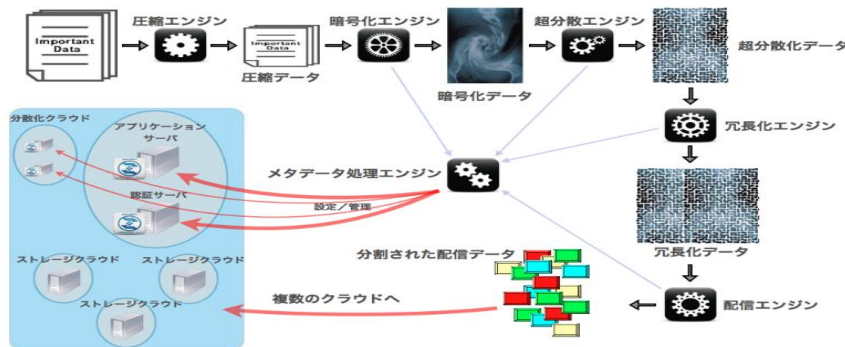 圧縮エンジン
暗号化エンジン
超分散エンジン
Important
Data
Important
Data
圧縮データ
暗号化データ
超分散化データ
冗長化エンジン
分散化クラウド
アプリケーション
サーバ
メタデータ処理エンジン
設定／管理
認証サーバ
冗長化データ
分割された配信データ
ストレージクラウド
ストレージクラウド
ストレージクラウド
複数のクラウドへ
配信エンジン